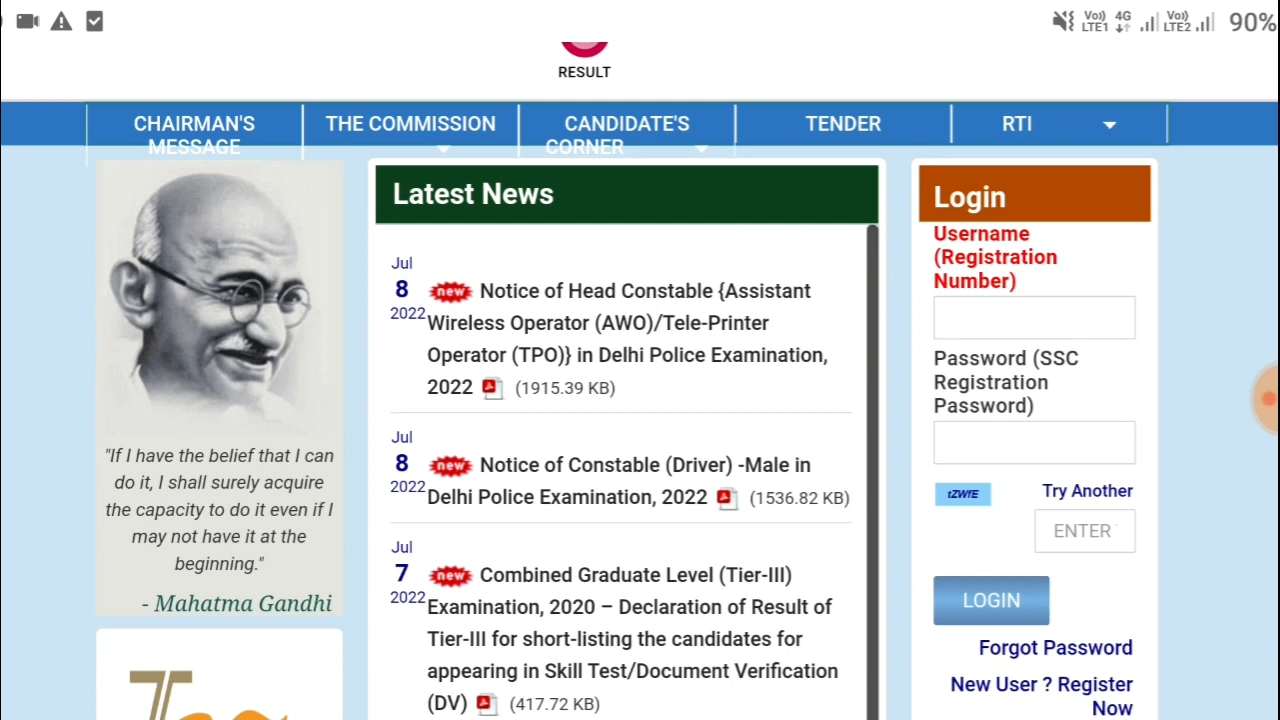 Vo)) 4G Vo)) 90%
LTE1 LTE2
RESULT
CHAIRMAN'S
MESSAGE
THE COMMISSION
CANDIDATE'S
CORNER
TENDER
RTI
"If I have the belief that I can
do it, I shall surely acquire
the capacity to do it even if I
may not have it at the
beginning."
- Mahatma Gandhi
Latest News
Jul
8
2022
new Notice of Head Constable {Assistant
Wireless Operator (AWO)/Tele-Printer
Operator (TPO)} in Delhi Police Examination,
2022 (1915.39 KB)
Jul
8
2022
new Notice of Constable (Driver) -Male in
Delhi Police Examination, 2022 (1536.82 KB)
Jul
7
2022
new Combined Graduate Level (Tier-III)
Examination, 2020 – Declaration of Result of
Tier-III for short-listing the candidates for
appearing in Skill Test/Document Verification
(DV) (417.72 KB)
Login
Username
(Registration
Number)
Password (SSC
Registration
Password)
tZWfE Try Another
ENTER
LOGIN
Forgot Password
New User ? Register
Now